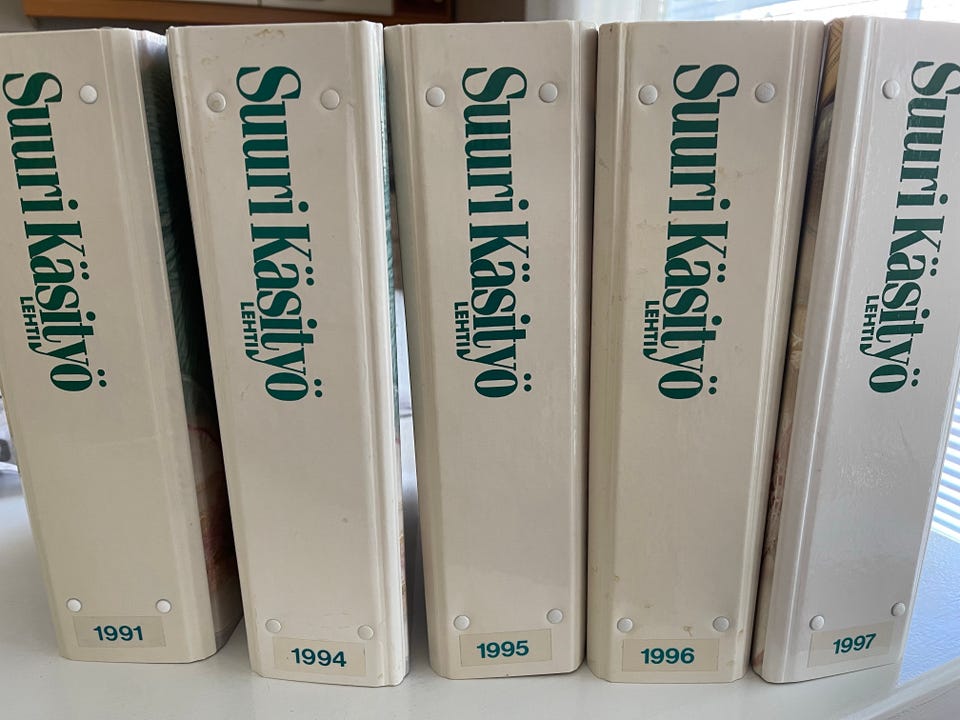 Suuri Käsityö
LEHTI
1991
Suuri Käsityö
LEHTI
1994
Suuri Käsityö
LEHTI
1995
Suuri Käsityö
LEHTI
1996
Suuri Käsityö
LEHTI
1997